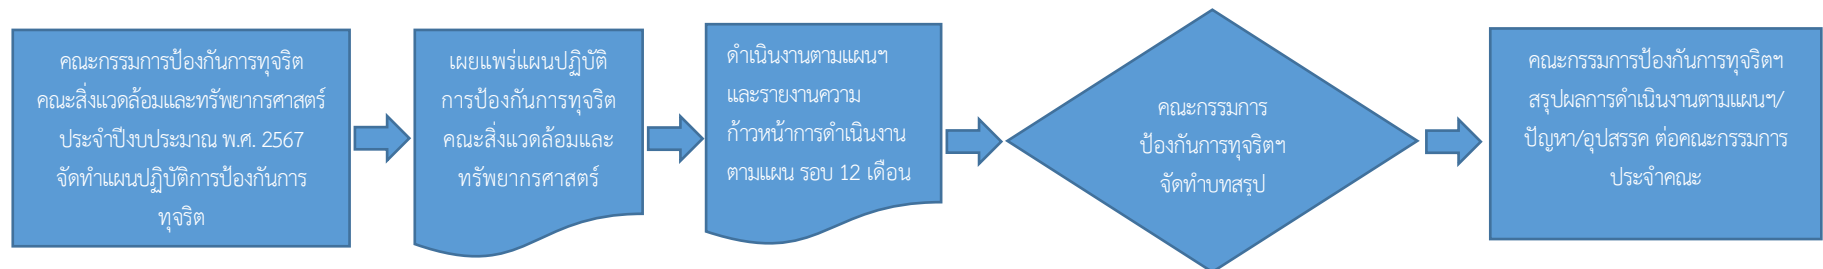 คณะกรรมการป้องกันการทุจริต
คณะสิ่งแวดล้อมและทรัพยากรศาสตร์
ประจำปีงบประมาณ พ.ศ. 2567
จัดทำแผนปฏิบัติการป้องกันการ
ทุจริต
เผยแพร่แผนปฏิบัติ
การป้องกันการทุจริต
คณะสิ่งแวดล้อมและ
ทรัพยากรศาสตร์
ดำเนินงานตามแผนฯ
และรายงานความ
ก้าวหน้าการดำเนินงาน
ตามแผน รอบ 12 เดือน
คณะกรรมการ
ป้องกันการทุจริตฯ
จัดทำบทสรุป
คณะกรรมการป้องกันการทุจริตฯ
สรุปผลการดำเนินงานตามแผนฯ/
ปัญหา/อุปสรรค ต่อคณะกรรมการ
ประจำคณะ